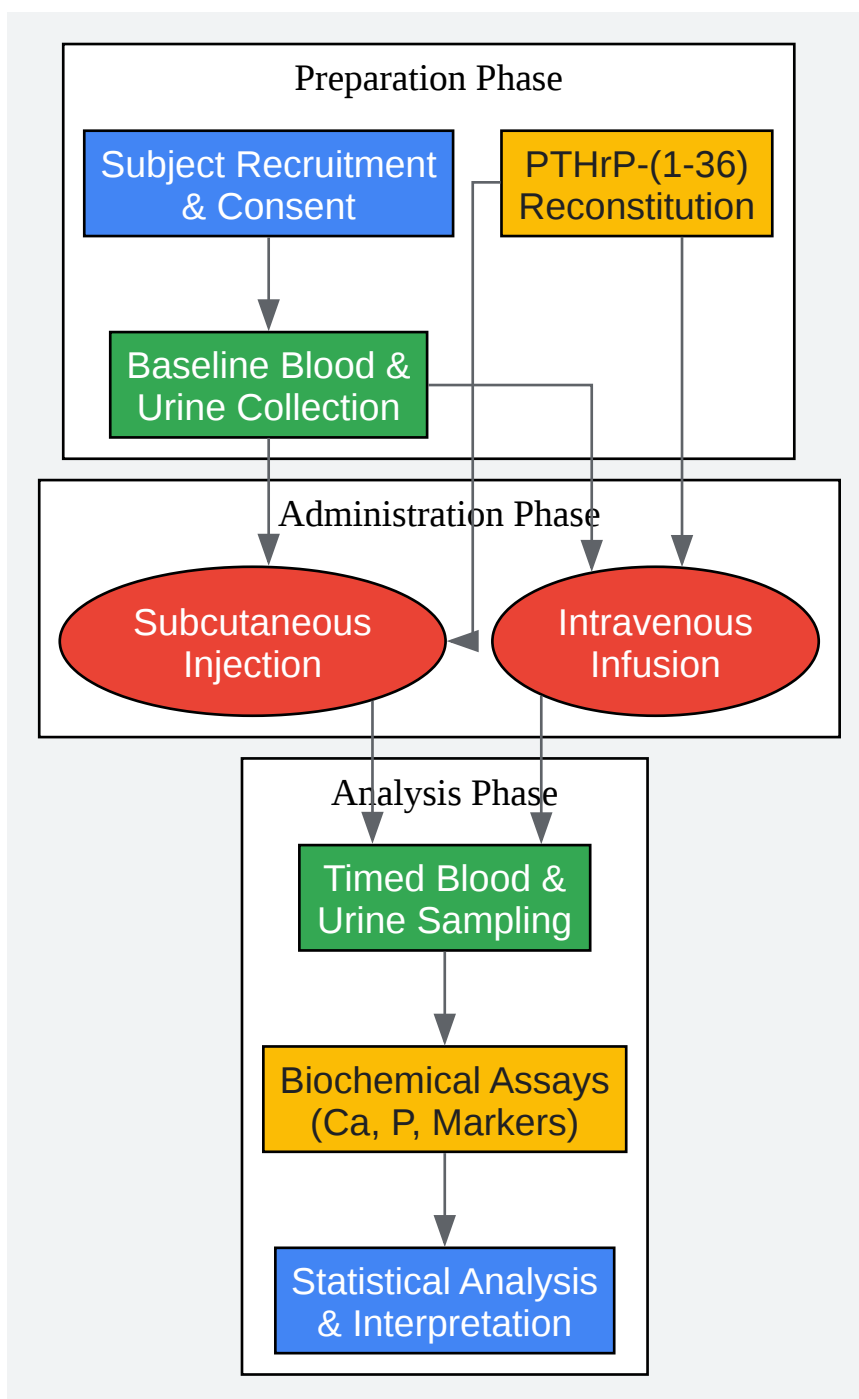 Preparation Phase
Subject Recruitment
& Consent
PTHrP-(1-36)
Reconstitution
Baseline Blood &
Urine Collection
Administration Phase
Subcutaneous
Injection
Intravenous
Infusion
Analysis Phase
Timed Blood &
Urine Sampling
Biochemical Assays
(Ca, P, Markers)
Statistical Analysis
& Interpretation